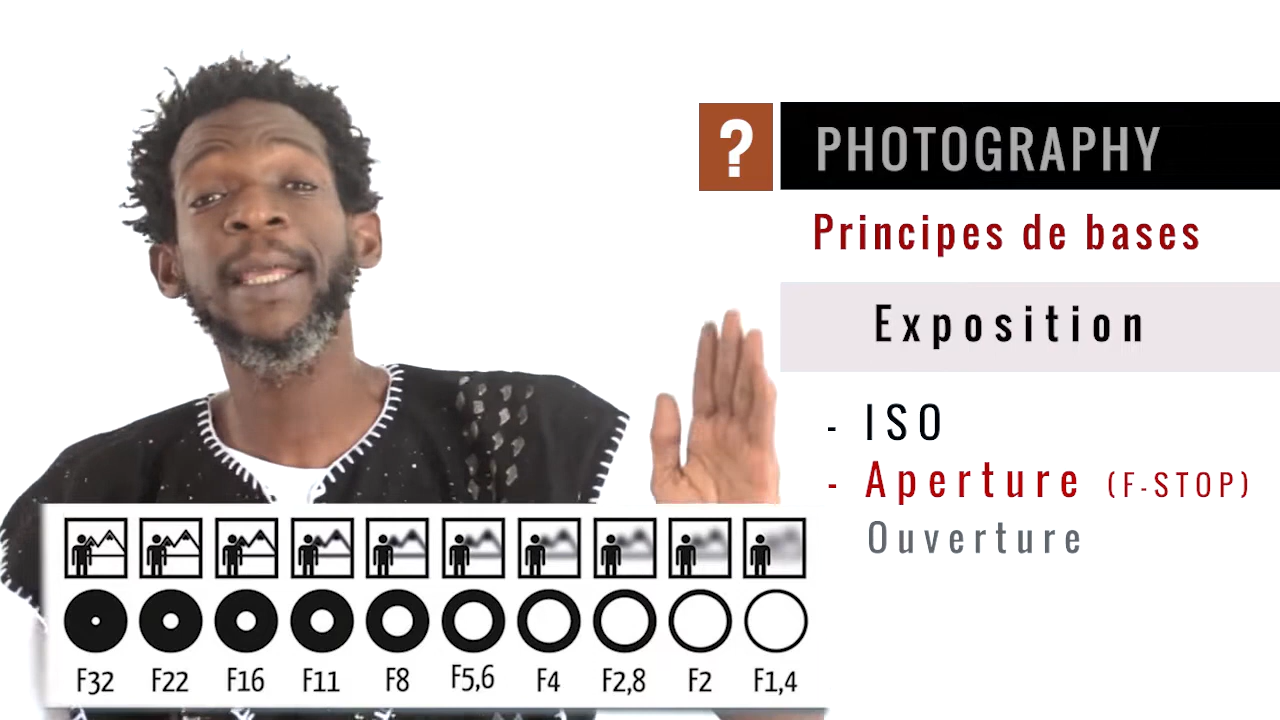 ?
PHOTOGRAPHY
Principes de bases
Exposition
- ISO
- Aperture (F-STOP)
Ouverture
F32 F22 F16 F11 F8 F5,6 F4 F2,8 F2 F1,4